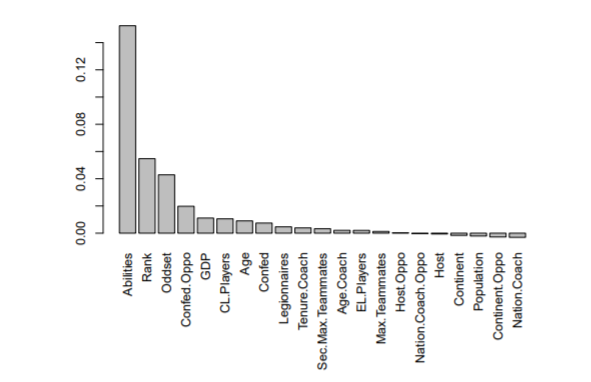 0.12
0.08
0.04
0.00
Abilities
Rank
Oddset
Confed.Oppo
GDP
CL.Players
Age
Confed
Legionnaires
Tenure.Coach
Sec.Max.Teammates
Age.Coach
EL.Players
Max.Teammates
Host.Oppo
Nation.Coach.Oppo
Host
Continent
Population
Continent.Oppo
Nation.Coach